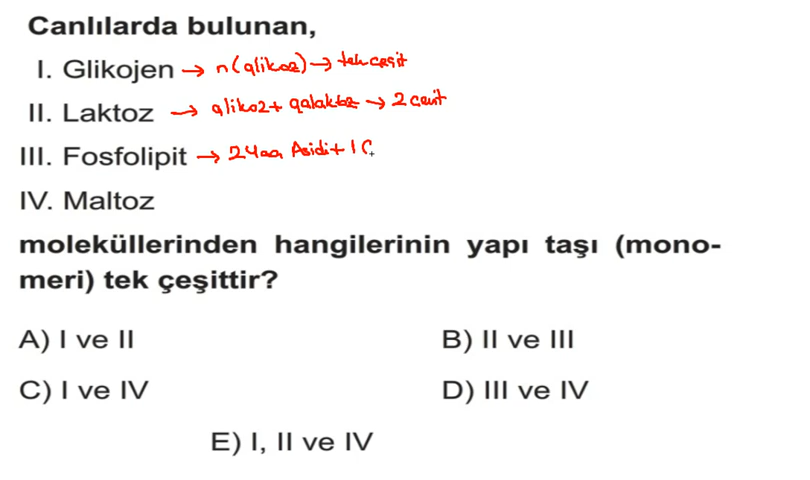 Canlılarda bulunan,
I. Glikojen → n(glikoz) → tek çeşit
II. Laktoz → glikoz + galaktoz → 2 çeşit
III. Fosfolipit → 2 Yağ Asidi + 1 G
IV. Maltoz
moleküllerinden hangilerinin yapı taşı (mono-
meri) tek çeşittir?
A) I ve II B) II ve III
C) I ve IV D) III ve IV
E) I, II ve IV